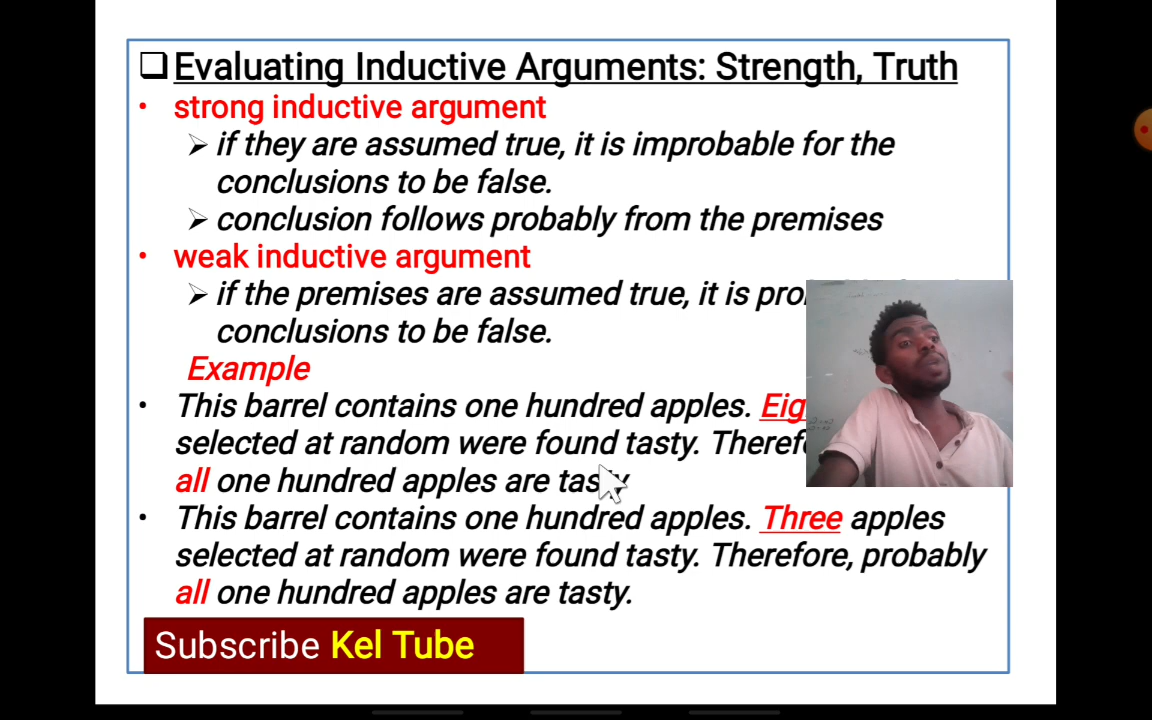 Evaluating Inductive Arguments: Strength, Truth
• strong inductive argument
➢ if they are assumed true, it is improbable for the
conclusions to be false.
➢ conclusion follows probably from the premises
• weak inductive argument
➢ if the premises are assumed true, it is
conclusions to be false.
Example
• This barrel contains one hundred apples.
selected at random were found tasty.
all one hundred apples are tasty
• This barrel contains one hundred apples. Three apples
selected at random were found tasty. Therefore, probably
all one hundred apples are tasty.
Subscribe Kel Tube